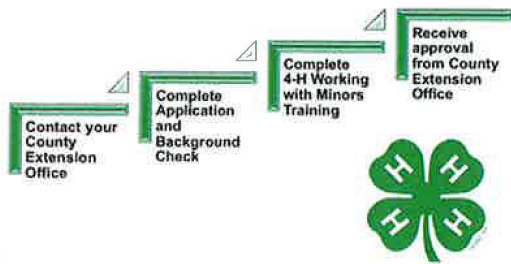 Contact your
County
Extension
Office
Complete
Application
and
Background
Check
Complete
4-H Working
with Minors
Training
Receive
approval
from County
Extension
Office
H H
H H